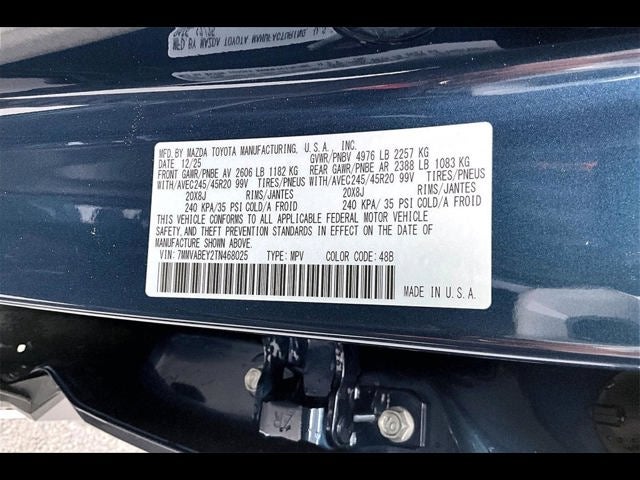 MFD. BY MAZDA TOYOTA MANUFACTURING, U.S.A., INC.
DATE 12/25 GVWR/PNBV 4976 LB 2257 KG
FRONT GAWR/PNBE AV 2606 LB 1182 KG REAR GAWR/PNBE AR 2388 LB 1083 KG
WITH/AVEC245/45R20 99V TIRES/PNEUS WITH/AVEC245/45R20 99V TIRES/PNEUS
20X8J RIMS/JANTES 20X8J RIMS/JANTES
240 KPA/35 PSI COLD/A FROID 240 KPA/35 PSI COLD/A FROID
THIS VEHICLE CONFORMS TO ALL APPLICABLE FEDERAL MOTOR VEHICLE
SAFETY, AND THEFT PREVENTION STANDARDS IN EFFECT ON THE DATE OF
MANUFACTURE SHOWN ABOVE.
VIN: 7MMVABEY2TN468025 TYPE: MPV COLOR CODE: 48B
MADE IN U.S.A.